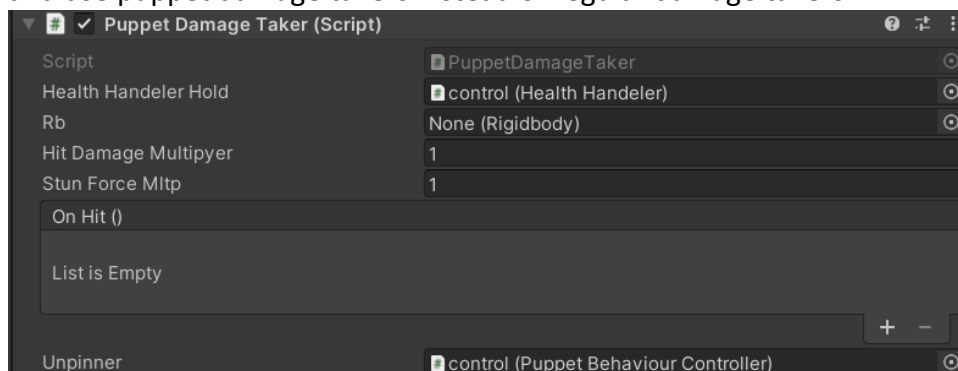 Puppet Damage Taker (Script)
Script PuppetDamageTaker
Health Handeler Hold control (Health Handeler)
Rb None (Rigidbody)
Hit Damage Multipyer 1
Stun Force Mltp 1
On Hit ()
List is Empty
+ −
Unpinner control (Puppet Behaviour Controller)